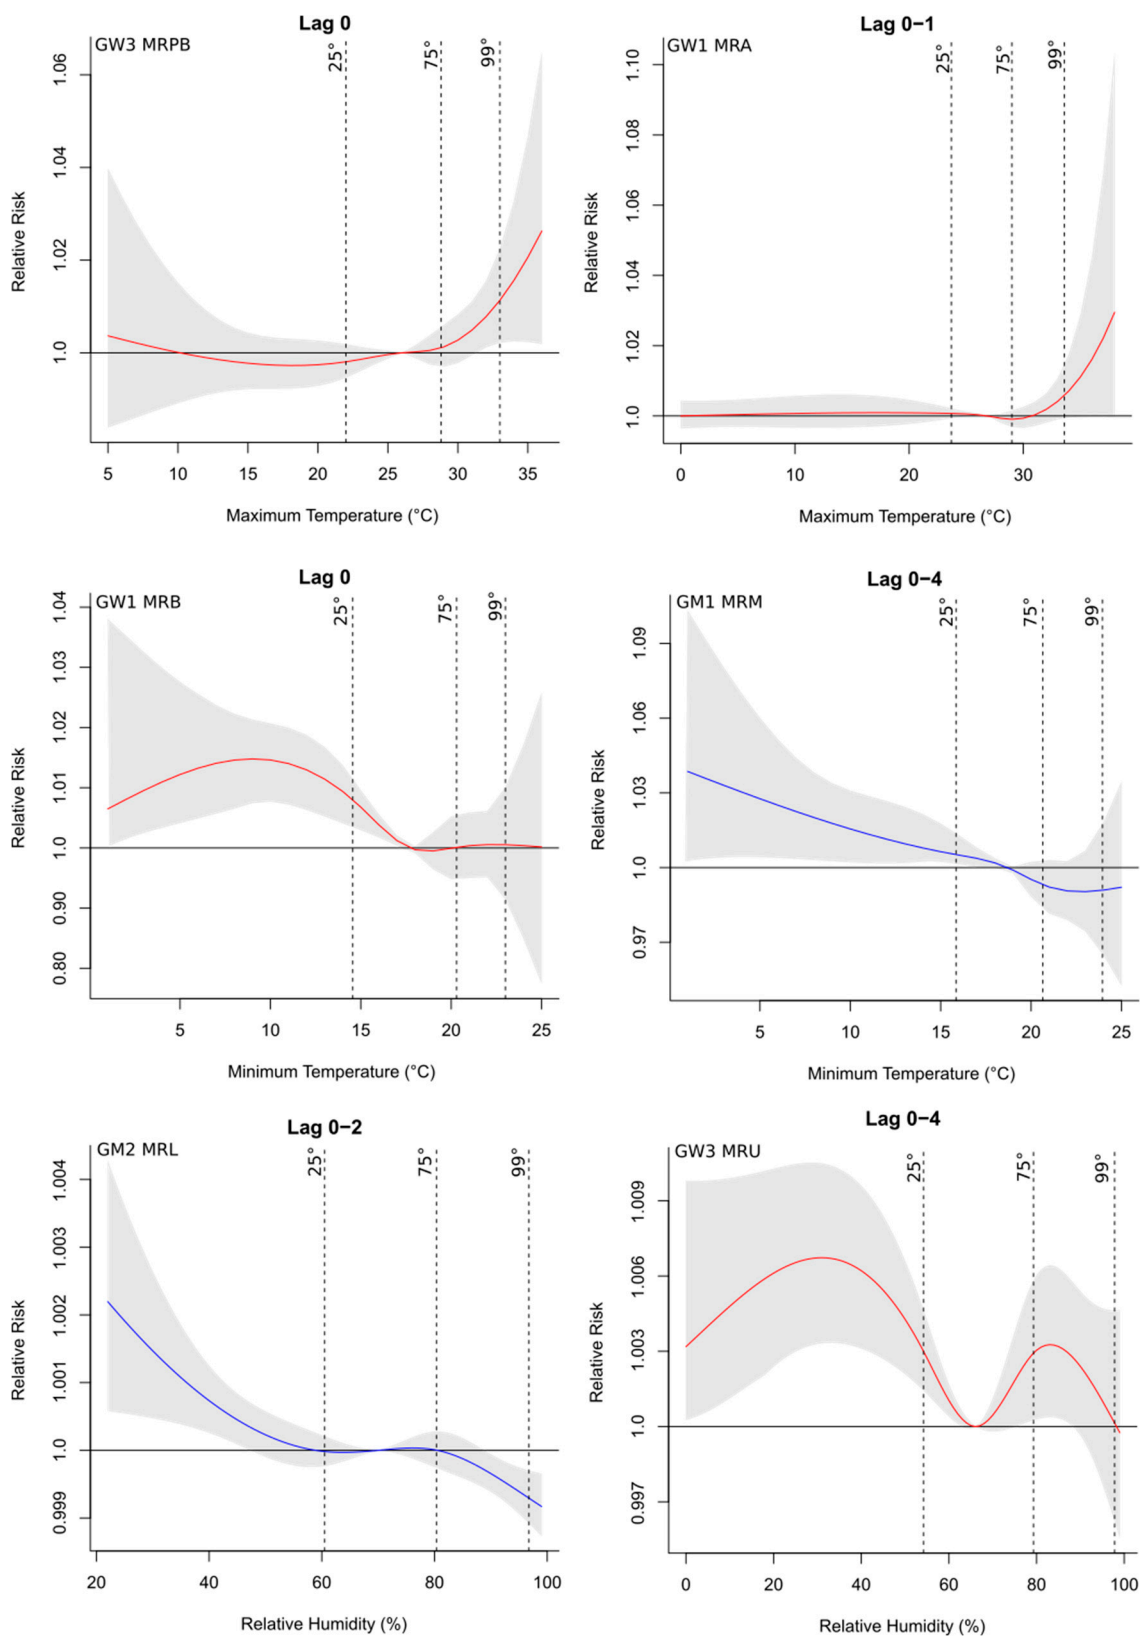 Lag 0
GW3 MRPB
25°
75°
99°
Relative Risk
1.06
1.04
1.02
1.0
5 10 15 20 25 30 35
Maximum Temperature (°C)
Lag 0−1
GW1 MRA
25°
75°
99°
Relative Risk
1.10
1.08
1.06
1.04
1.02
1.0
0 10 20 30
Maximum Temperature (°C)
Lag 0
GW1 MRB
25°
75°
99°
Relative Risk
1.04
1.03
1.02
1.01
1.0
0.90
0.80
5 10 15 20 25
Minimum Temperature (°C)
Lag 0−4
GM1 MRM
25°
75°
99°
Relative Risk
1.09
1.06
1.03
1.0
0.97
5 10 15 20 25
Minimum Temperature (°C)
Lag 0−2
GM2 MRL
25°
75°
99°
Relative Risk
1.004
1.003
1.002
1.001
1.0
0.999
20 40 60 80 100
Relative Humidity (%)
Lag 0−4
GW3 MRU
25°
75°
99°
Relative Risk
1.009
1.006
1.003
1.0
0.997
0 20 40 60 80 100
Relative Humidity (%)